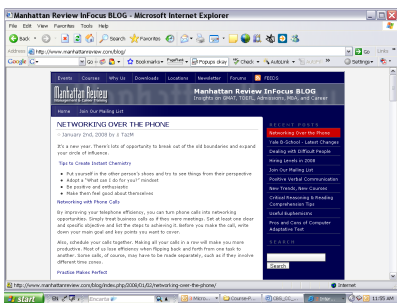 Manhattan Review InFocus BLOG - Microsoft Internet Explorer
File Edit View Favorites Tools Help
Back Search Favorites
Address http://www.manhattanreview.com/blog/ Go Links
Google G Go Bookmarks PageRank Popups okay Check AutoLink Settings
Events Courses Why Us Downloads Locations Newsletter Forums FEEDS
Manhattan Review
Management & Career Training
Manhattan Review InFocus BLOG
Insights on GMAT, TOEFL, Admissions, MBA, and Career
Home Join Our Mailing List
NETWORKING OVER THE PHONE
January 2nd, 2008 by
It's a new year. There's lots of opportunity to break out of the old boundaries and expand
your circle of influence.
Tips to Create Instant Chemistry
Put yourself in the other person's shoes and try to see things from their perspective
Adopt a "What can I do for you?" mindset
Be positive and enthusiastic
Make them feel good about themselves
Networking with Phone Calls
By improving your telephone efficiency, you can turn phone calls into networking
opportunities. Simply treat business calls as if they were meetings. Set at least one clear
and specific objective and list the steps to achieving it. Before you make the call, write
down your main goal and key points you want to cover.
Also, schedule your calls together. Making all your calls in a row will make you more
productive. Most of us lose efficiency when flipping back and forth from one task to
another. Some calls, of course, may have to be made separately, such as if they involve
different time zones.
Practice Makes Perfect
RECENT POSTS
Networking Over the Phone
Yale B-School - Latest Changes
Dealing with Difficult People
Hiring Levels in 2008
Join Our Mailing List
Positive Verbal Communication
New Trends, New Courses
Critical Reasoning & Reading
Comprehension Tips
Useful Euphemisms
Pros and Cons of Computer
Adaptive Test
SEARCH
Search
http://www.manhattanreview.com/blog/index.php/2008/01/02/networking-over-the-phone/ Internet
start EN Encarta 11:55 AM